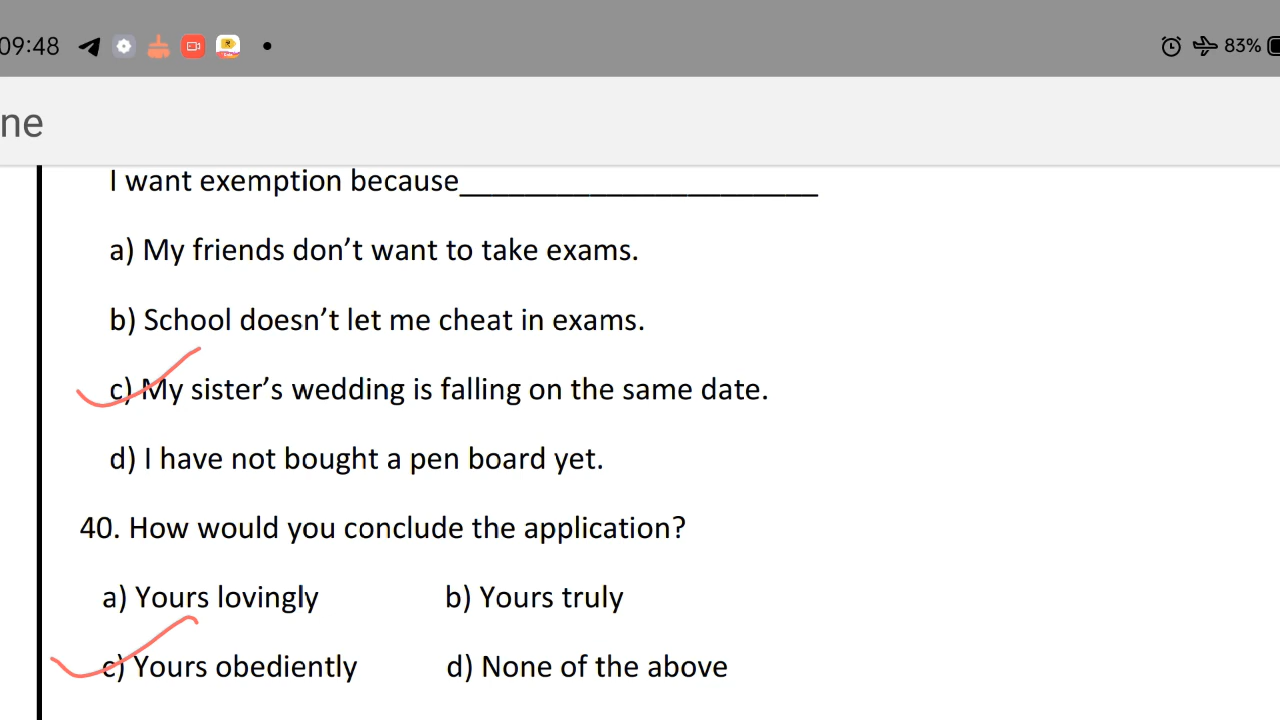 09:48 83%
ne
I want exemption because______________________
a) My friends don’t want to take exams.
b) School doesn’t let me cheat in exams.
c) My sister’s wedding is falling on the same date.
d) I have not bought a pen board yet.
40. How would you conclude the application?
a) Yours lovingly b) Yours truly
c) Yours obediently d) None of the above